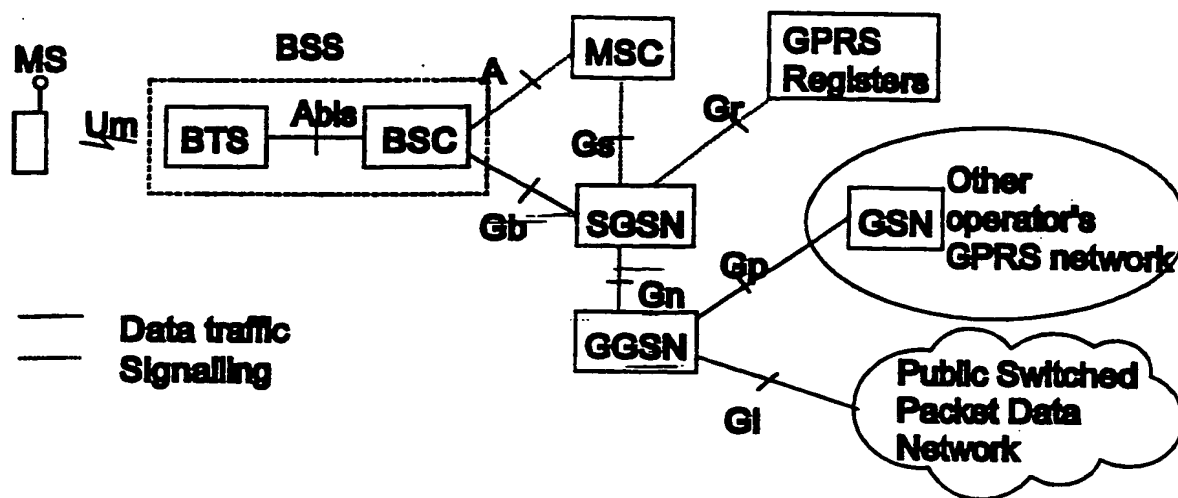 MS
Um
BSS
BTS
Abis
BSC
A
MSC
GPRS
Registers
Gr
Gs
Gb
SGSN
Gn
GGSN
Gp
GSN
Other
operator's
GPRS network
Gi
Public Switched
Packet Data
Network
Data traffic
Signalling